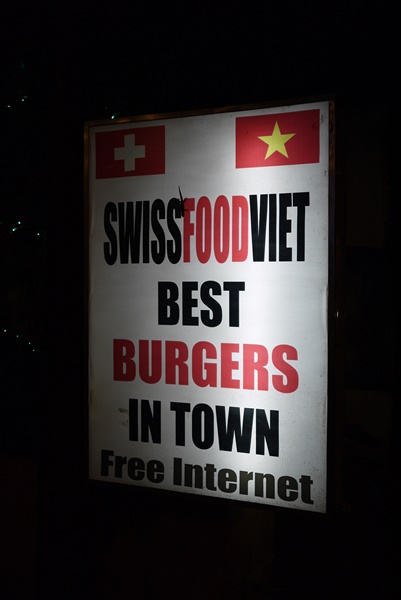 SWISSFOODVIET
BEST
BURGERS
IN TOWN
Free Internet